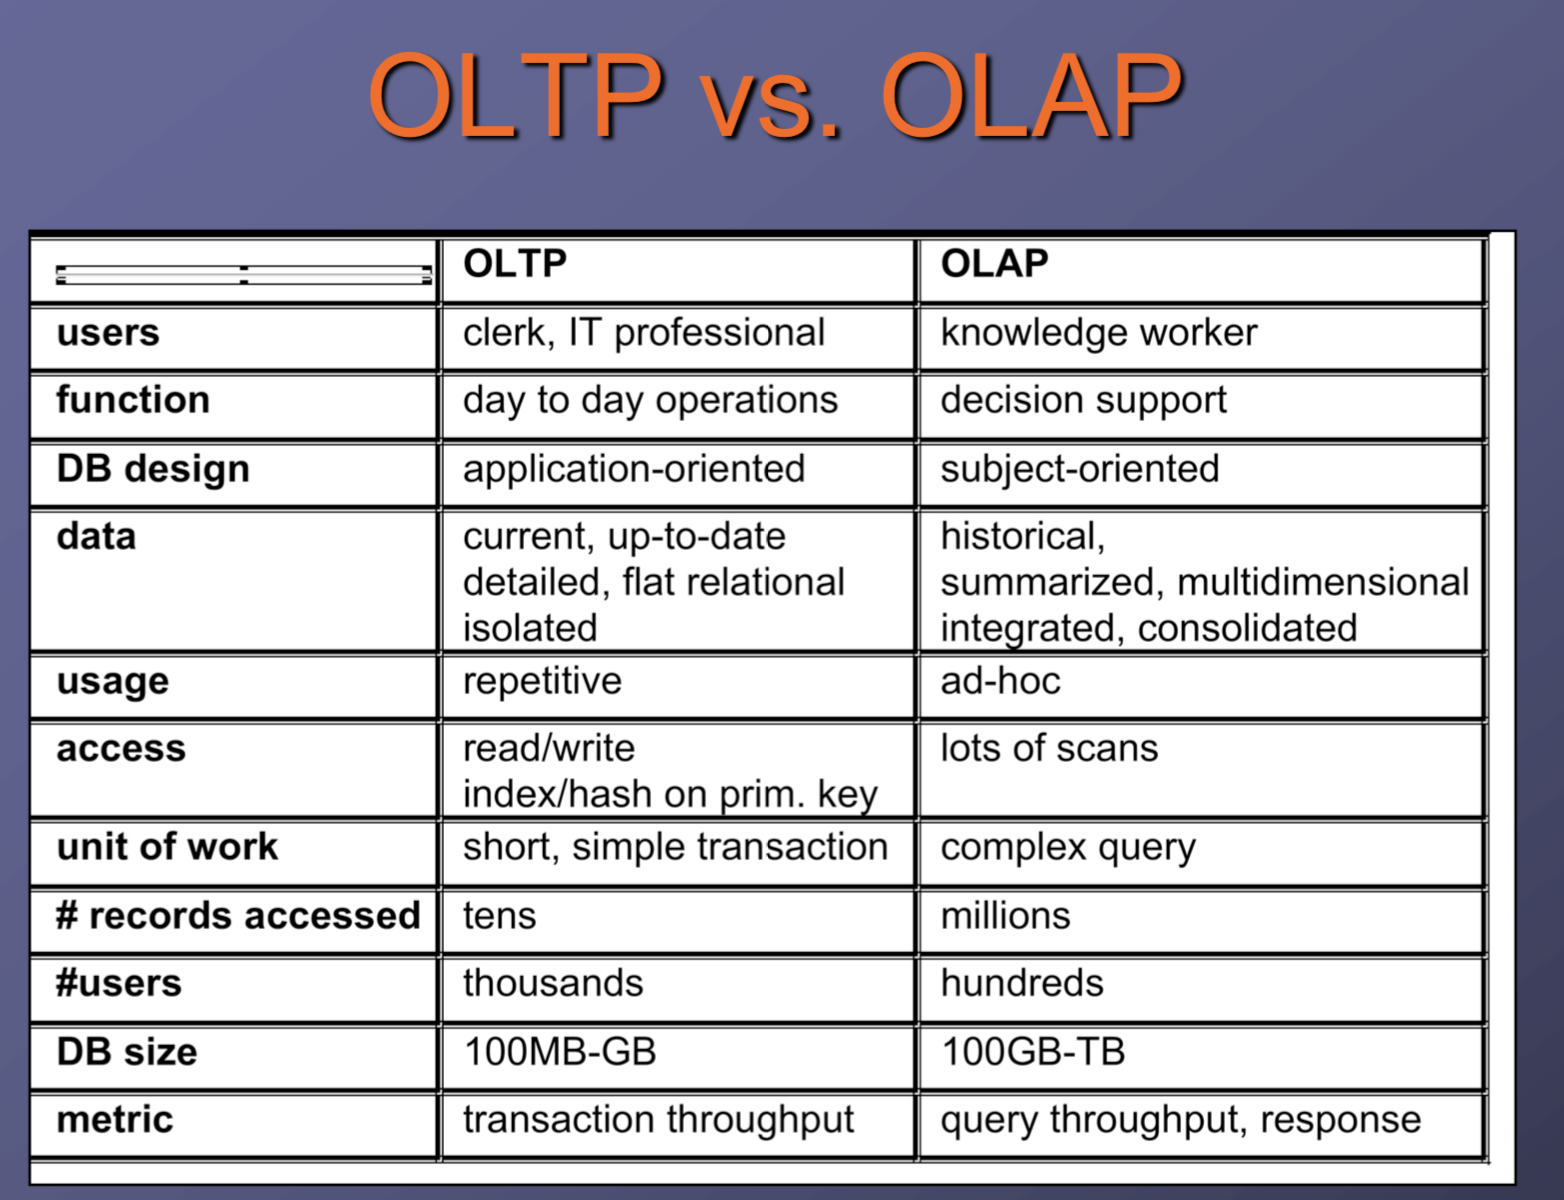 OLTP vs. OLAP
OLTP OLAP
users clerk, IT professional knowledge worker
function day to day operations decision support
DB design application-oriented subject-oriented
data current, up-to-date historical,
detailed, flat relational summarized, multidimensional
isolated integrated, consolidated
usage repetitive ad-hoc
access read/write lots of scans
index/hash on prim. key
unit of work short, simple transaction complex query
# records accessed tens millions
#users thousands hundreds
DB size 100MB-GB 100GB-TB
metric transaction throughput query throughput, response